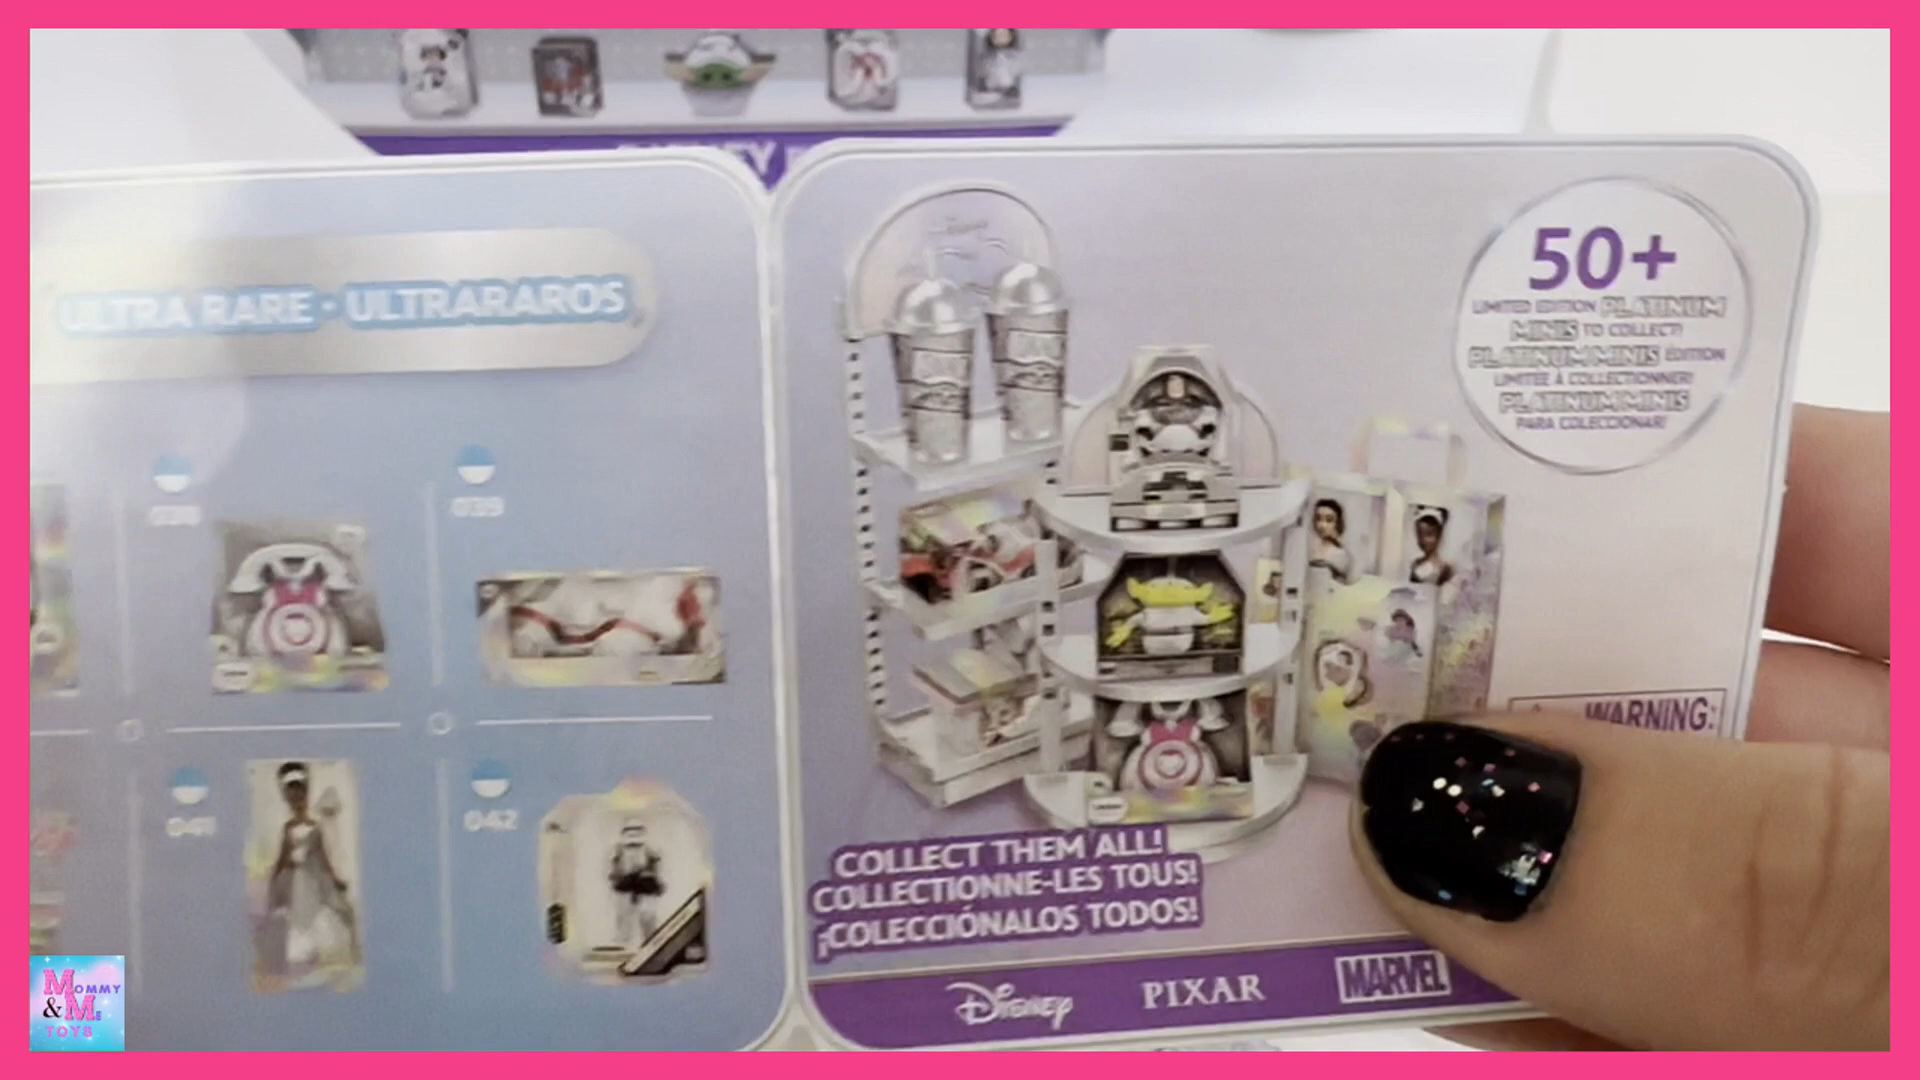 ULTRA RARE • ULTRARAROS
039
041
042
50+
LIMITED EDITION PLATINUM
MINIS TO COLLECT!
PLATINUM MINIS ÉDITION
LIMITÉE À COLLECTIONNER!
PLATINUM MINIS
PARA COLECCIONAR!
WARNING:
COLLECT THEM ALL!
COLLECTIONNE-LES TOUS!
¡COLECCIÓNALOS TODOS!
Disney PIXAR MARVEL
MOMMY
& ME
TOYS